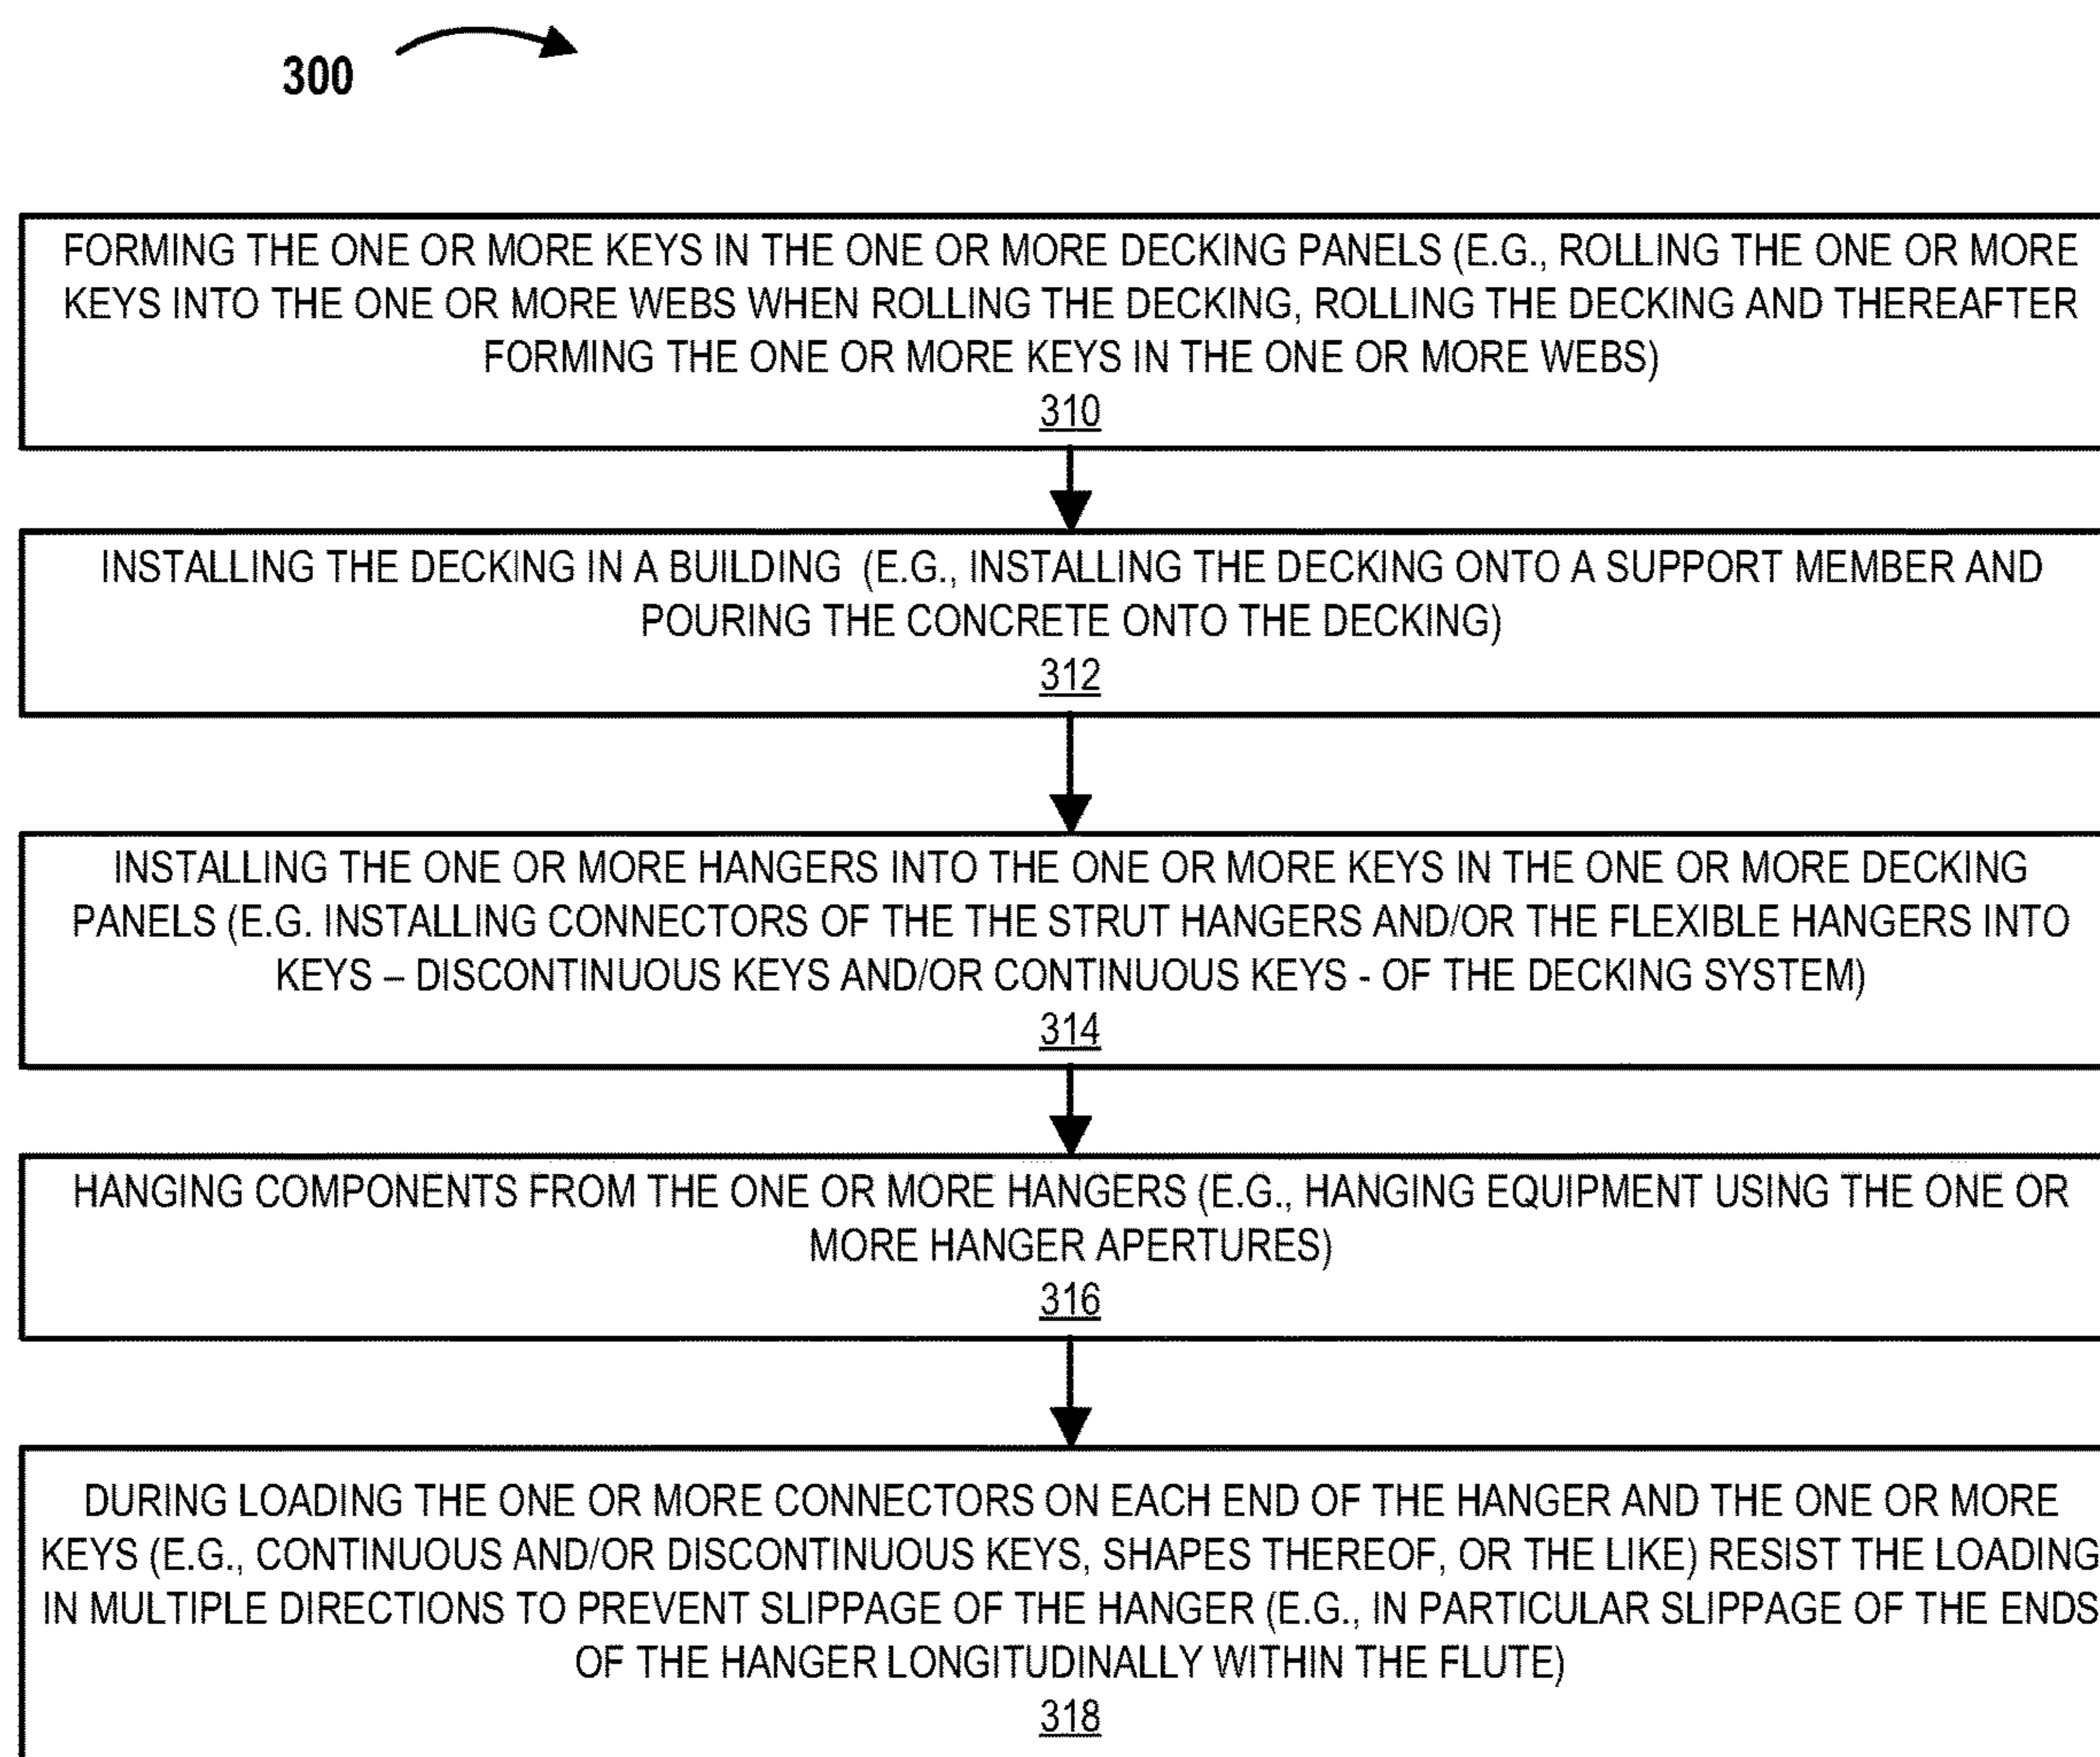 300
FORMING THE ONE OR MORE KEYS IN THE ONE OR MORE DECKING PANELS (E.G., ROLLING THE ONE OR MORE
KEYS INTO THE ONE OR MORE WEBS WHEN ROLLING THE DECKING, ROLLING THE DECKING AND THEREAFTER
FORMING THE ONE OR MORE KEYS IN THE ONE OR MORE WEBS)
310
INSTALLING THE DECKING IN A BUILDING (E.G., INSTALLING THE DECKING ONTO A SUPPORT MEMBER AND
POURING THE CONCRETE ONTO THE DECKING)
312
INSTALLING THE ONE OR MORE HANGERS INTO THE ONE OR MORE KEYS IN THE ONE OR MORE DECKING
PANELS (E.G. INSTALLING CONNECTORS OF THE THE STRUT HANGERS AND/OR THE FLEXIBLE HANGERS INTO
KEYS – DISCONTINUOUS KEYS AND/OR CONTINUOUS KEYS - OF THE DECKING SYSTEM)
314
HANGING COMPONENTS FROM THE ONE OR MORE HANGERS (E.G., HANGING EQUIPMENT USING THE ONE OR
MORE HANGER APERTURES)
316
DURING LOADING THE ONE OR MORE CONNECTORS ON EACH END OF THE HANGER AND THE ONE OR MORE
KEYS (E.G., CONTINUOUS AND/OR DISCONTINUOUS KEYS, SHAPES THEREOF, OR THE LIKE) RESIST THE LOADING
IN MULTIPLE DIRECTIONS TO PREVENT SLIPPAGE OF THE HANGER (E.G., IN PARTICULAR SLIPPAGE OF THE ENDS
OF THE HANGER LONGITUDINALLY WITHIN THE FLUTE)
318